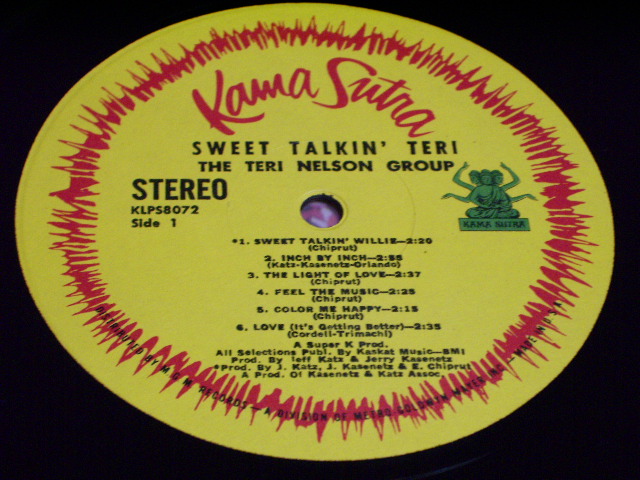 Kama Sutra
SWEET TALKIN' TERI
THE TERI NELSON GROUP
STEREO
KLPS8072
Side 1
KAMA SUTRA
*1. SWEET TALKIN' WILLIE—2:20
(Chiprut)
2. INCH BY INCH—2:55
(Katz-Kasenetz-Orlando)
3. THE LIGHT OF LOVE—2:37
(Chiprut)
4. FEEL THE MUSIC—2:25
(Chiprut)
5. COLOR ME HAPPY—2:15
(Chiprut)
6. LOVE (It's Getting Better)—2:35
(Cordell-Trimachi)
A Super K Prod.
All Selections Publ. By Kaskat Music—BMI
Prod. By Jeff Katz & Jerry Kasenetz
*Prod. By J. Katz, J. Kasenetz & E. Chiprut
A Prod. Of Kasenetz & Katz Assoc.
DISTRIBUTED BY M G M RECORDS — A DIVISION OF METRO GOLDWYN MAYER INC. — MADE IN U.S.A.